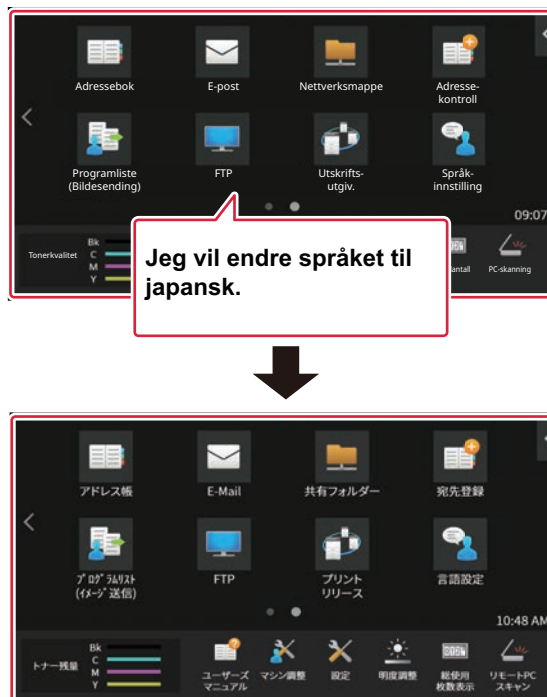 Adressebok
E-post
Nettverksmappe
Adresse-
kontroll
Programliste
(Bildesending)
FTP
Utskrifts-
utgiv.
Språk-
innstilling
09:07
Tonerkvalitet
Bk
C
M
Y
antall
PC-skanning
Jeg vil endre språket til
japansk.
アドレス帳
E-Mail
共有フォルダー
宛先登録
ﾌﾟﾛｸﾞﾗﾑﾘｽﾄ
(ｲﾒｰｼﾞ送信)
FTP
プリント
リリース
言語設定
10:48 AM
トナー残量
Bk
C
M
Y
ユーザーズ
マニュアル
マシン調整
設定
明度調整
総使用
枚数表示
リモートPC
スキャン